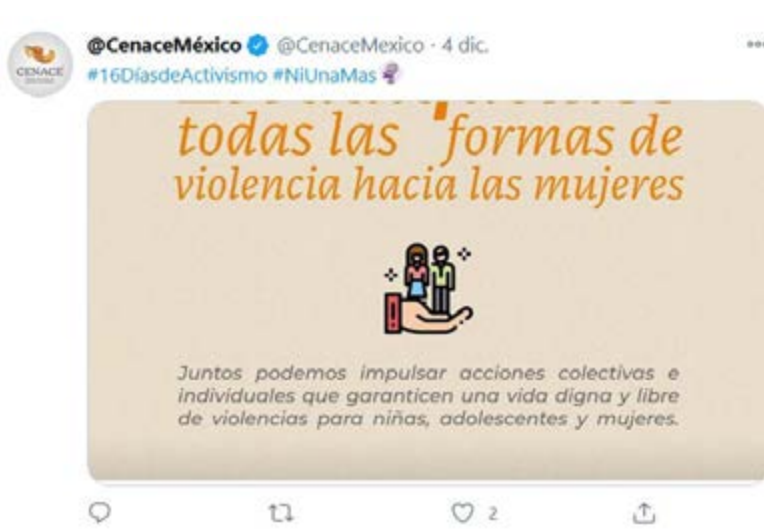 @CenaceMéxico @CenaceMexico · 4 dic.
CENACE
#16DíasdeActivismo #NiUnaMas
todas las formas de
violencia hacia las mujeres
Juntos podemos impulsar acciones colectivas e
individuales que garanticen una vida digna y libre
de violencias para niñas, adolescentes y mujeres.
2